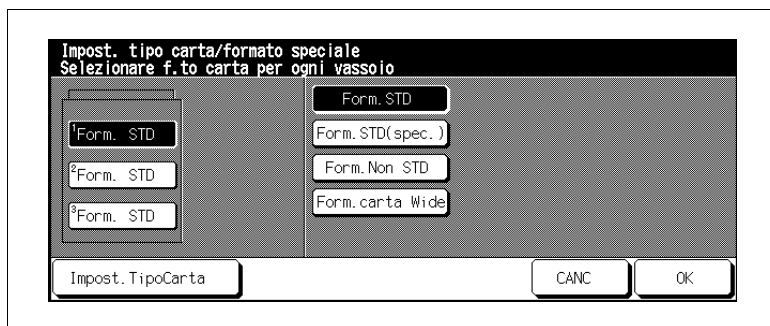 Impost. tipo carta/formato speciale
Selezionare f.to carta per ogni vassoio
1Form. STD
2Form. STD
3Form. STD
Form.STD
Form.STD(spec.)
Form.Non STD
Form.carta Wide
Impost.TipoCarta
CANC
OK